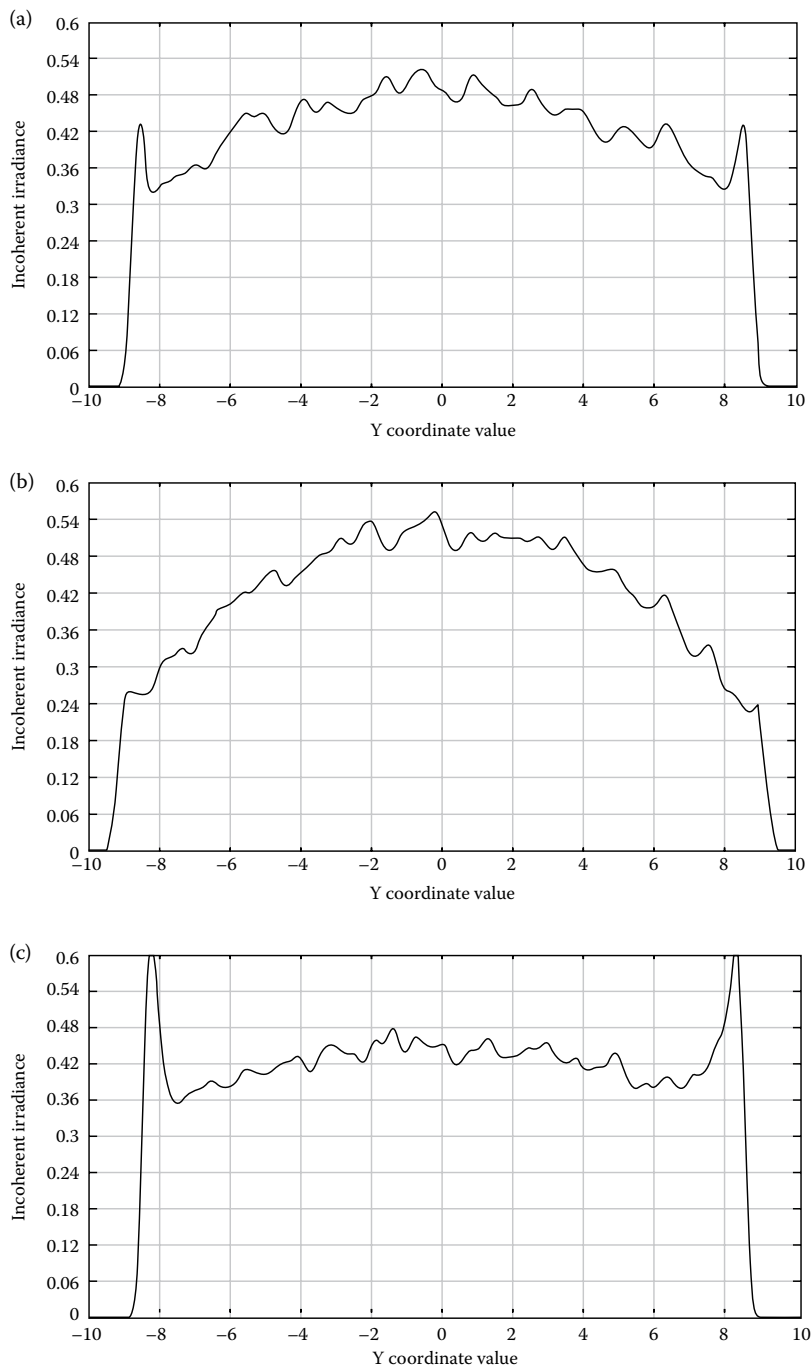 (a)
0.6
0.54
0.48
0.42
0.36
0.3
0.24
0.18
0.12
0.06
0
Incoherent irradiance
−10 −8 −6 −4 −2 0 2 4 6 8 10
Y coordinate value
(b)
0.6
0.54
0.48
0.42
0.36
0.3
0.24
0.18
0.12
0.06
0
Incoherent irradiance
−10 −8 −6 −4 −2 0 2 4 6 8 10
Y coordinate value
(c)
0.6
0.54
0.48
0.42
0.36
0.3
0.24
0.18
0.12
0.06
0
Incoherent irradiance
−10 −8 −6 −4 −2 0 2 4 6 8 10
Y coordinate value